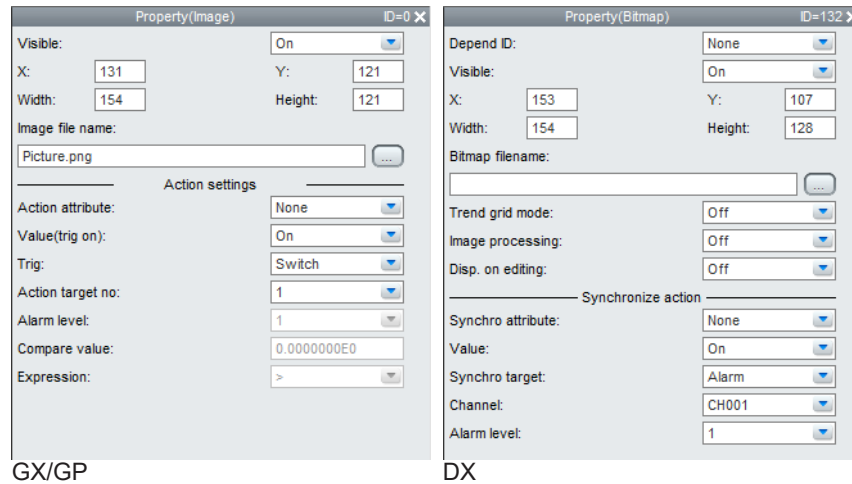 Property(Image) ID=0
Visible: On
X: 131 Y: 121
Width: 154 Height: 121
Image file name:
Picture.png
...
Action settings
Action attribute: None
Value(trig on): On
Trig: Switch
Action target no: 1
Alarm level: 1
Compare value: 0.0000000E0
Expression: >
GX/GP
Property(Bitmap) ID=132
Depend ID: None
Visible: On
X: 153 Y: 107
Width: 154 Height: 128
Bitmap filename:
...
Trend grid mode: Off
Image processing: Off
Disp. on editing: Off
Synchronize action
Synchro attribute: None
Value: On
Synchro target: Alarm
Channel: CH001
Alarm level: 1
DX